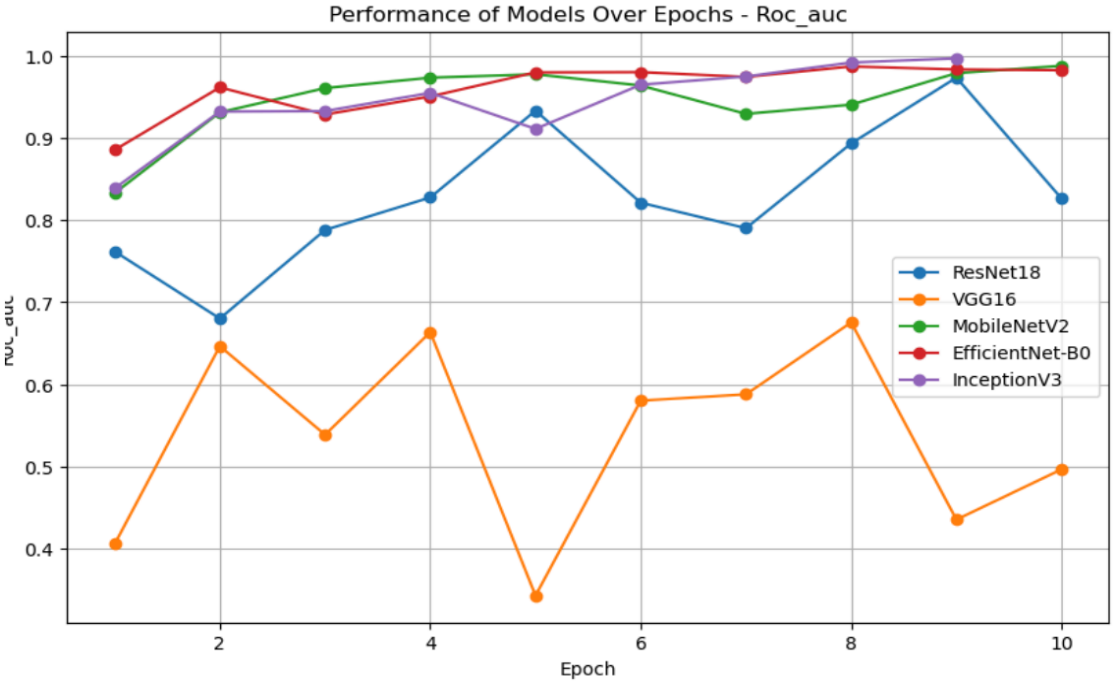 Performance of Models Over Epochs - Roc_auc
1.0
0.9
0.8
0.7
0.6
0.5
0.4
Roc_auc
ResNet18
VGG16
MobileNetV2
EfficientNet-B0
InceptionV3
2 4 6 8 10
Epoch